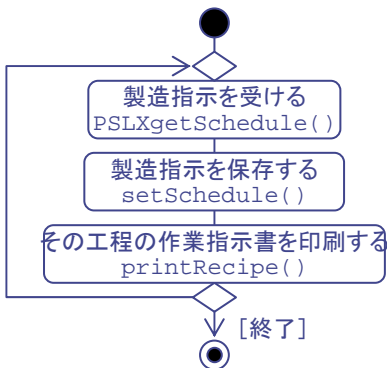 製造指示を受ける
PSLXgetSchedule()
製造指示を保存する
setSchedule()
その工程の作業指示書を印刷する
printRecipe()
[終了]